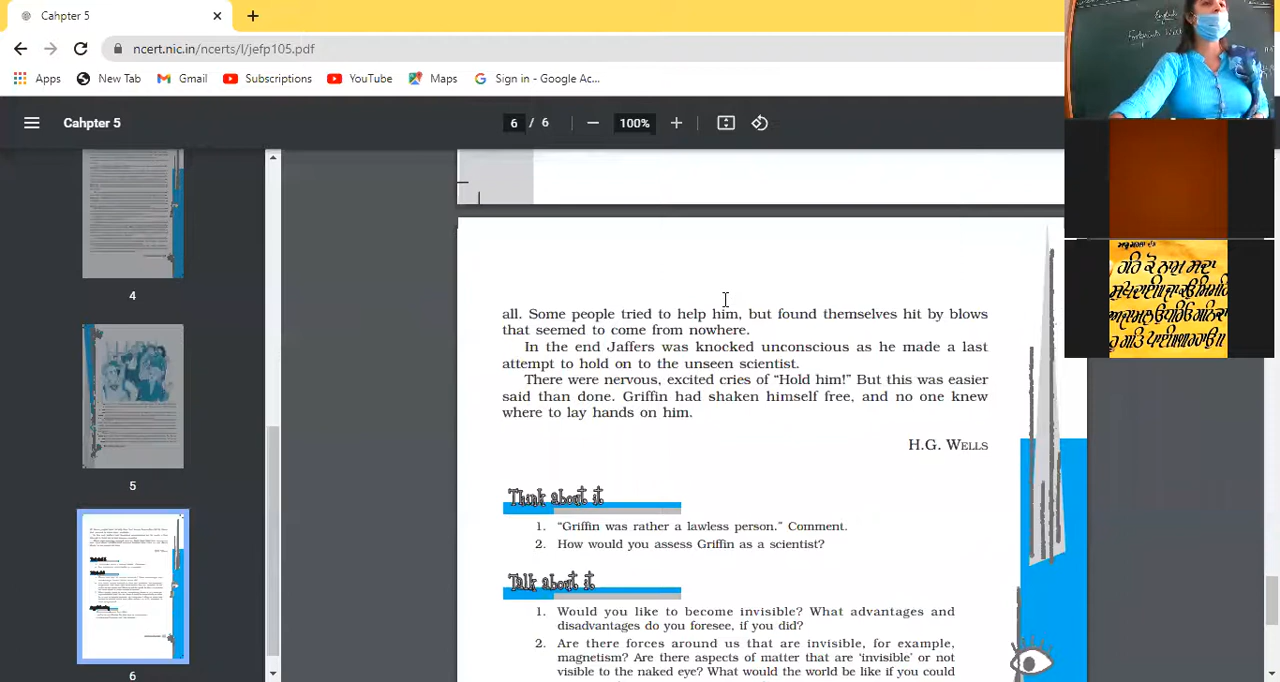 Cahpter 5
ncert.nic.in/ncerts/l/jefp105.pdf
Apps New Tab Gmail Subscriptions YouTube Maps Sign in - Google Ac...
Cahpter 5 6 / 6 100%
4
5
6
all. Some people tried to help him, but found themselves hit by blows
that seemed to come from nowhere.
In the end Jaffers was knocked unconscious as he made a last
attempt to hold on to the unseen scientist.
There were nervous, excited cries of “Hold him!” But this was easier
said than done. Griffin had shaken himself free, and no one knew
where to lay hands on him.
H.G. WELLS
Think about it
1. “Griffin was rather a lawless person.” Comment.
2. How would you assess Griffin as a scientist?
Talk about it
1. Would you like to become invisible? What advantages and
disadvantages do you foresee, if you did?
2. Are there forces around us that are invisible, for example,
magnetism? Are there aspects of matter that are ‘invisible’ or not
visible to the naked eye? What would the world be like if you could
English
Footprints